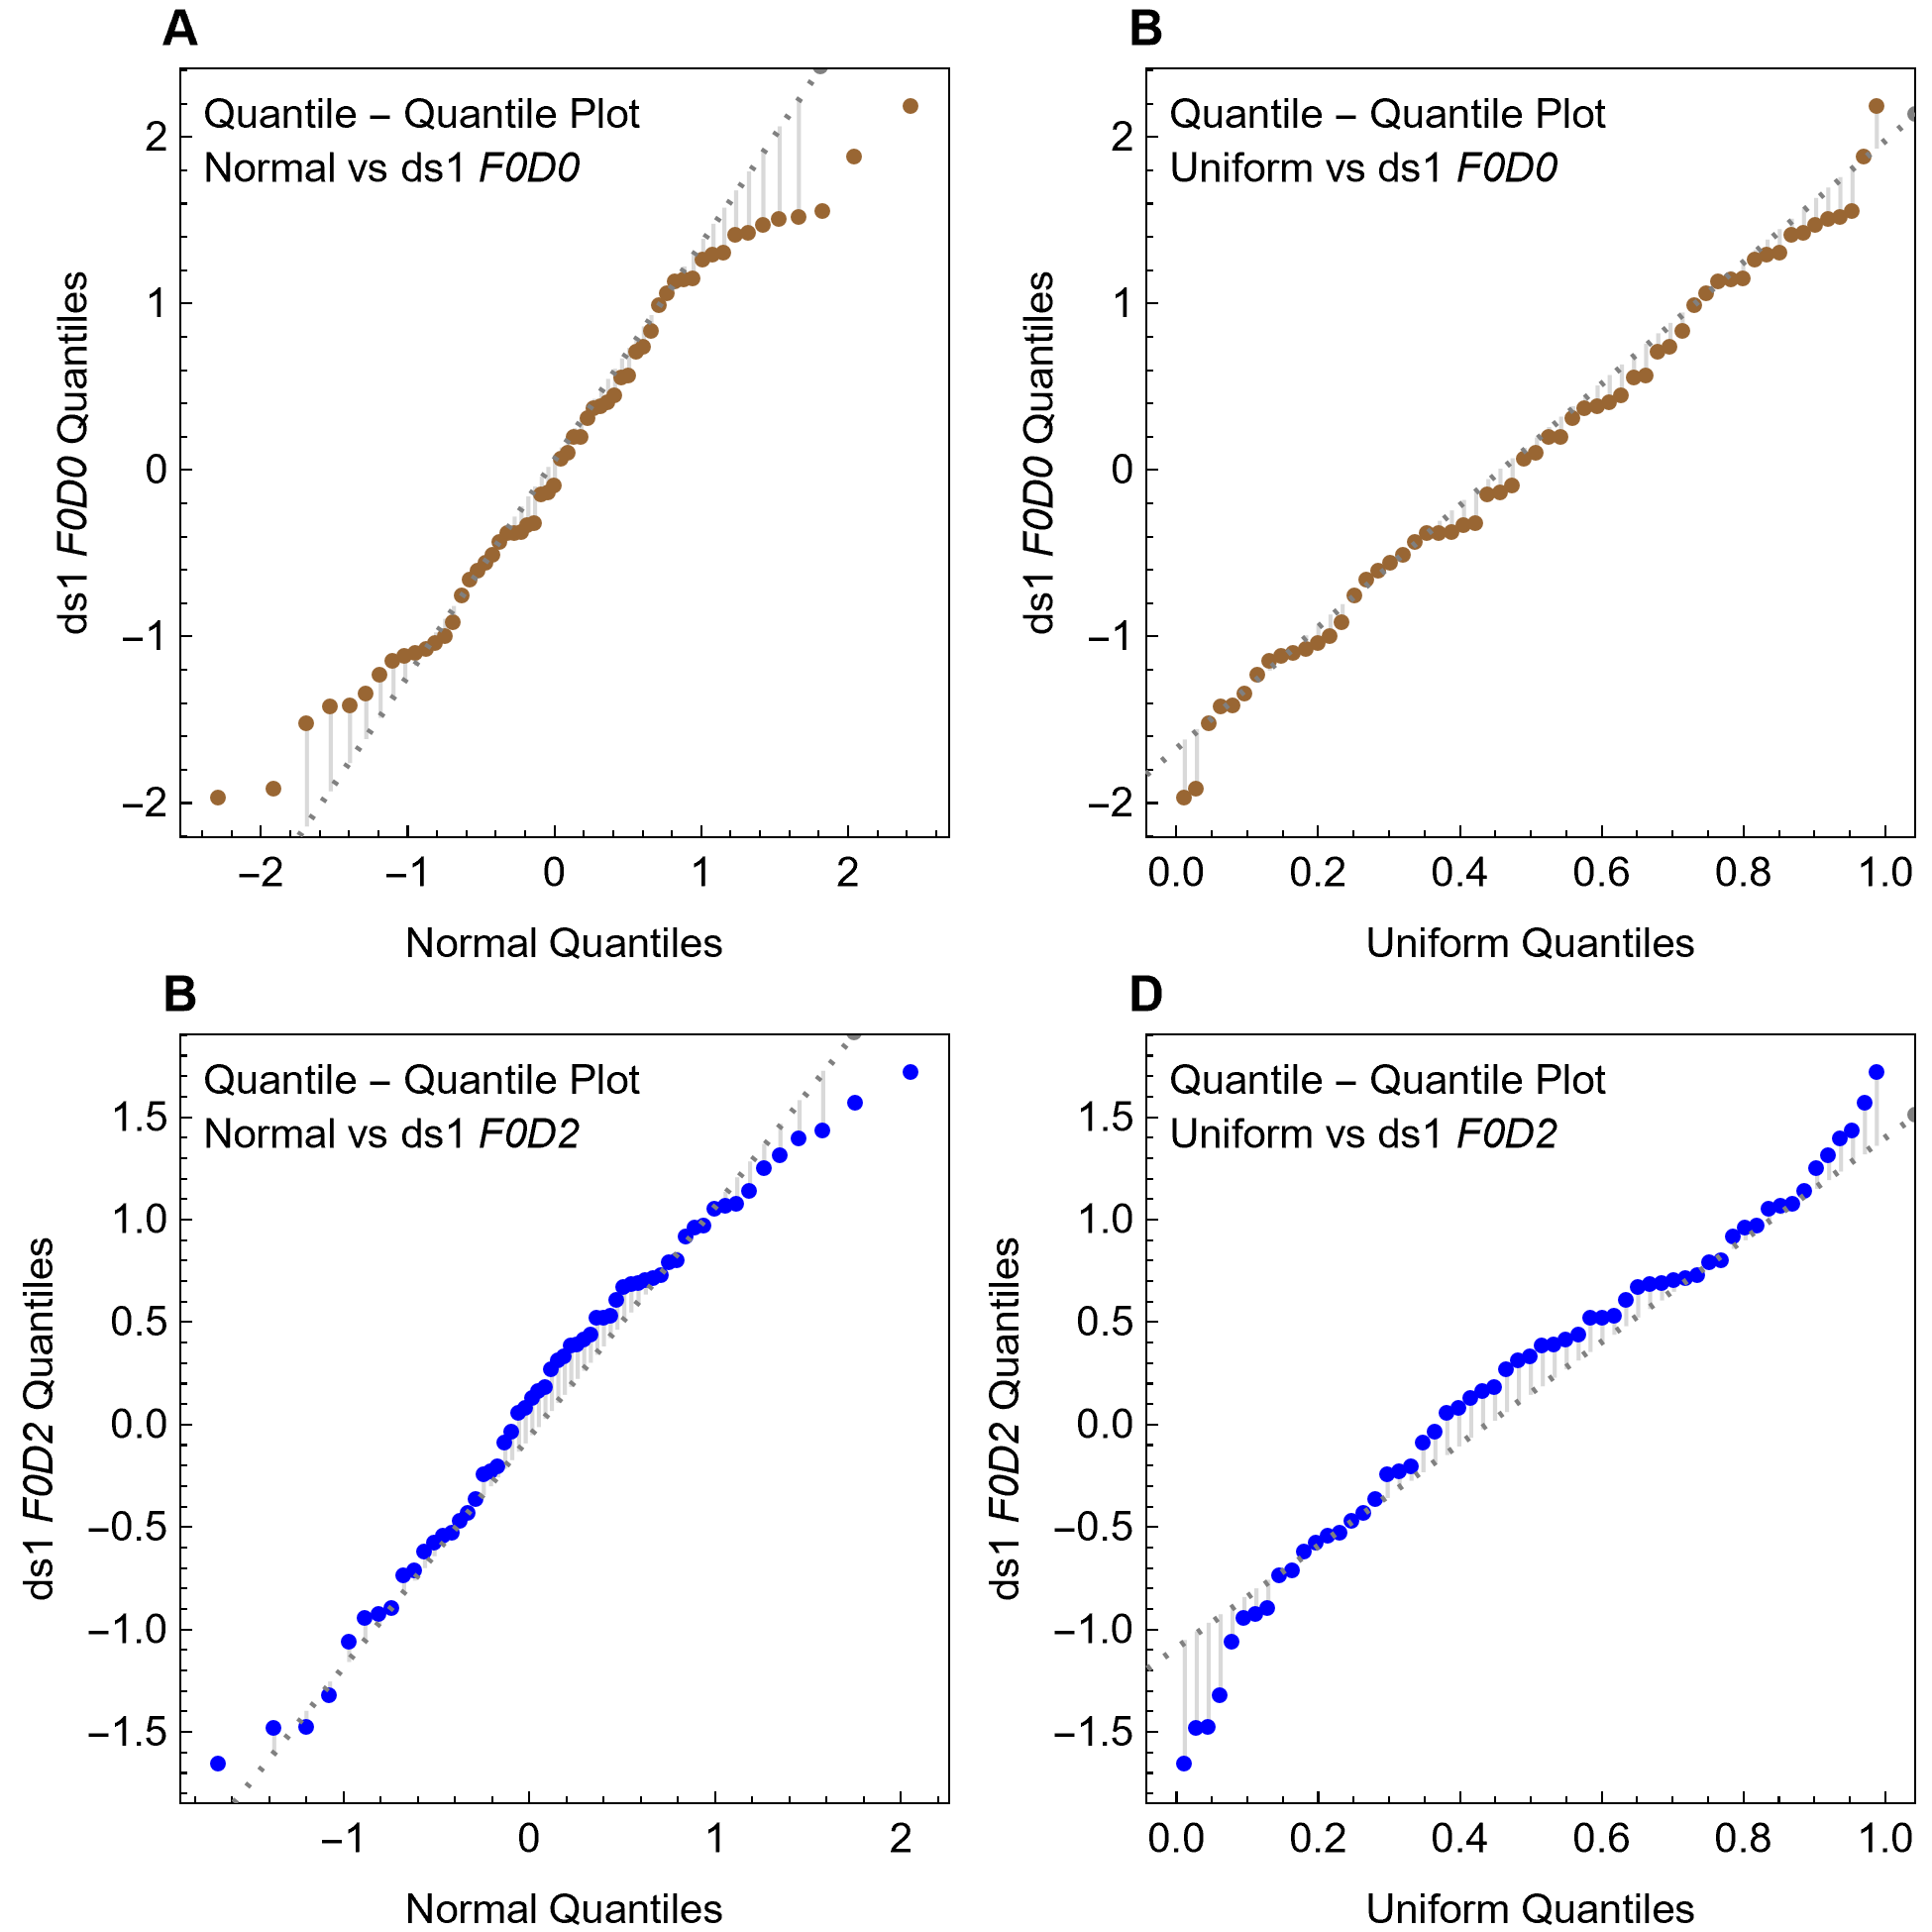 A
Quantile – Quantile Plot
Normal vs ds1 F0D0
ds1 F0D0 Quantiles
2
1
0
−1
−2
−2 −1 0 1 2
Normal Quantiles
B
Quantile – Quantile Plot
Uniform vs ds1 F0D0
ds1 F0D0 Quantiles
2
1
0
−1
−2
0.0 0.2 0.4 0.6 0.8 1.0
Uniform Quantiles
B
Quantile – Quantile Plot
Normal vs ds1 F0D2
ds1 F0D2 Quantiles
1.5
1.0
0.5
0.0
−0.5
−1.0
−1.5
−1 0 1 2
Normal Quantiles
D
Quantile – Quantile Plot
Uniform vs ds1 F0D2
ds1 F0D2 Quantiles
1.5
1.0
0.5
0.0
−0.5
−1.0
−1.5
0.0 0.2 0.4 0.6 0.8 1.0
Uniform Quantiles